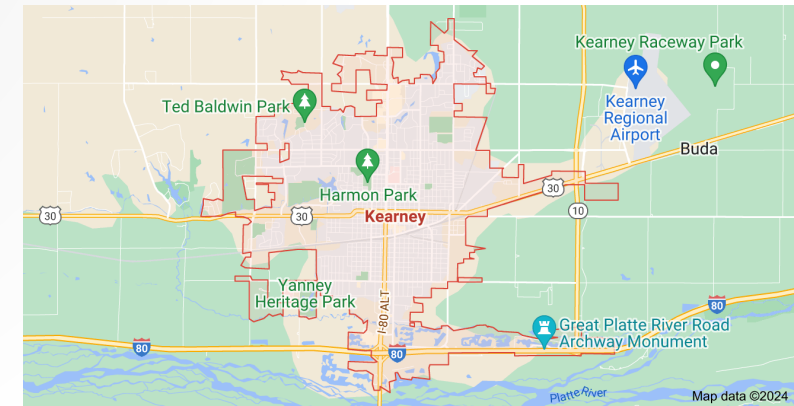 Kearney Raceway Park
Ted Baldwin Park
Kearney
Regional
Airport
Buda
Harmon Park
30
30
30
10
Kearney
Yanney
Heritage Park
I-80 ALT
80
Great Platte River Road
Archway Monument
80
80
Platte River
Map data ©2024